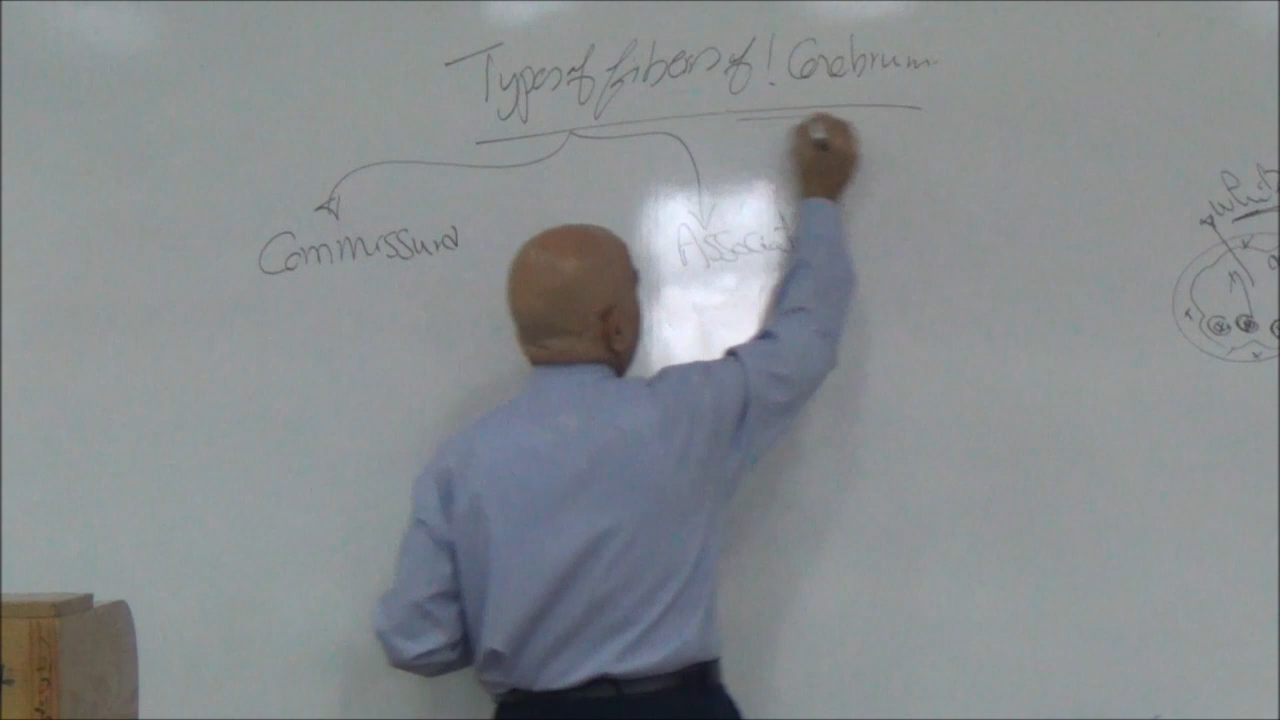 Types of fibers of ! Cerebrum
Commissural
Associat